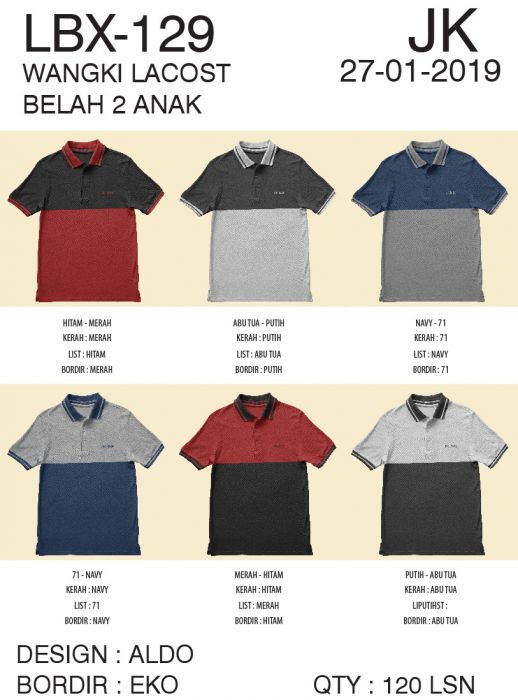 LBX-129
JK
WANGKI LACOST
27-01-2019
BELAH 2 ANAK
HITAM - MERAH
KERAH : MERAH
LIST : HITAM
BORDIR : MERAH
ABU TUA - PUTIH
KERAH : PUTIH
LIST : ABU TUA
BORDIR : PUTIH
NAVY - 71
KERAH : 71
LIST : NAVY
BORDIR : 71
71 - NAVY
KERAH : NAVY
LIST : 71
BORDIR : NAVY
MERAH - HITAM
KERAH : HITAM
LIST : MERAH
BORDIR : HITAM
PUTIH - ABU TUA
KERAH : ABU TUA
LIPUTIHST :
BORDIR : ABU TUA
DESIGN : ALDO
BORDIR : EKO
QTY : 120 LSN